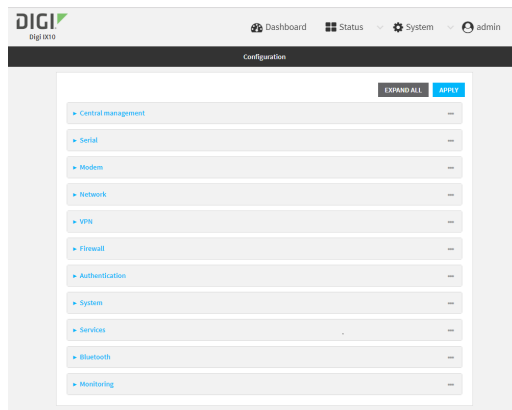 DIGI
Digi IX10
Dashboard Status System admin
Configuration
EXPAND ALL APPLY
Central management
Serial
Modem
Network
VPN
Firewall
Authentication
System
Services
Bluetooth
Monitoring